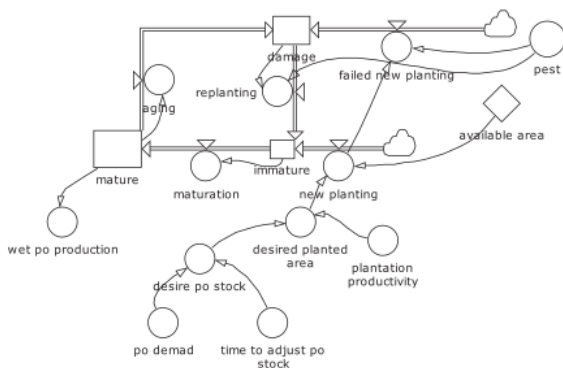 damage
failed new planting
pest
aging
replanting
available area
mature
maturation
immature
new planting
wet po production
desired planted
area
plantation
productivity
desire po stock
po demad
time to adjust po
stock